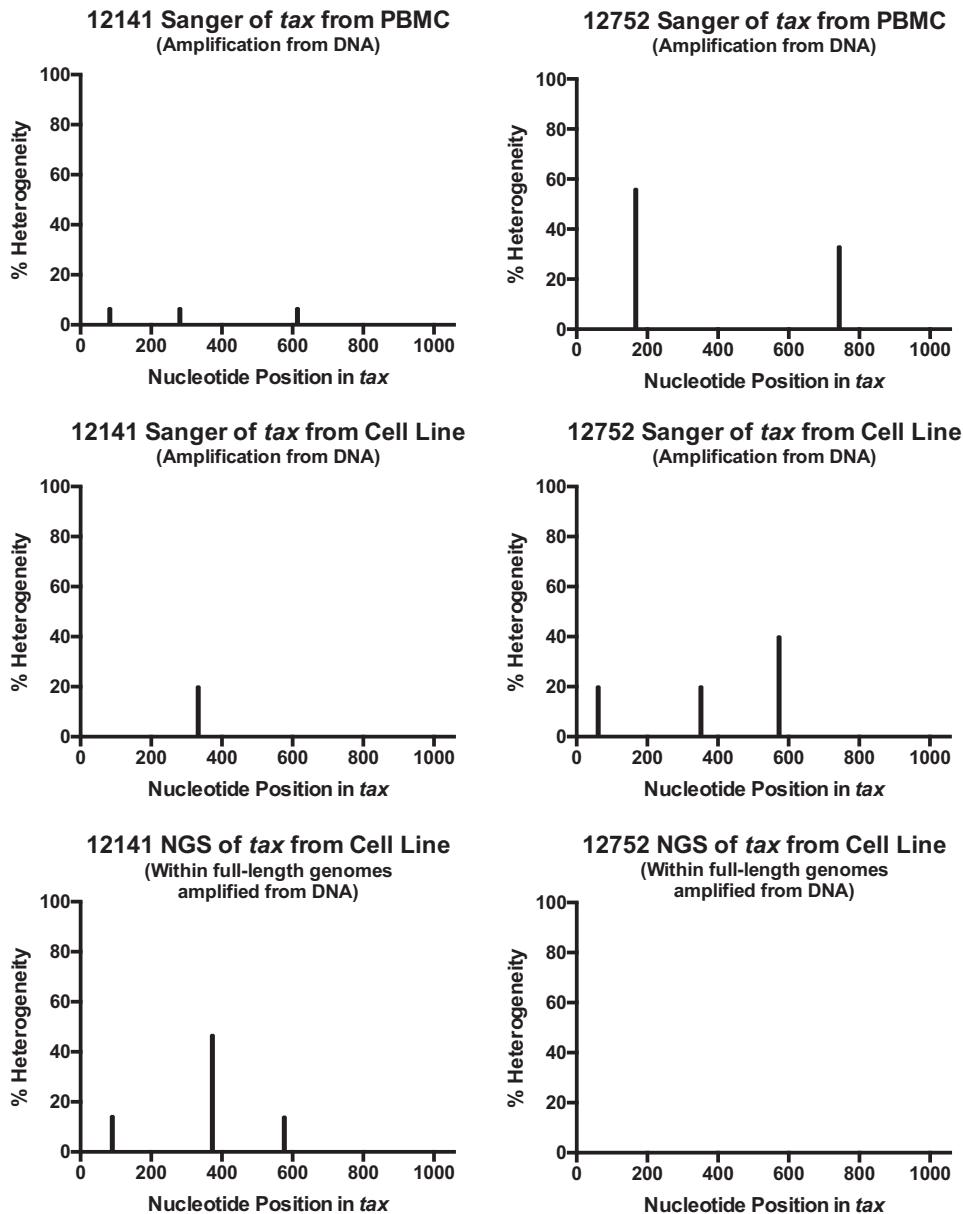 12141 Sanger of tax from PBMC
(Amplification from DNA)
100
80
60
40
20
0
% Heterogeneity
0 200 400 600 800 1000
Nucleotide Position in tax
12752 Sanger of tax from PBMC
(Amplification from DNA)
100
80
60
40
20
0
% Heterogeneity
0 200 400 600 800 1000
Nucleotide Position in tax
12141 Sanger of tax from Cell Line
(Amplification from DNA)
100
80
60
40
20
0
% Heterogeneity
0 200 400 600 800 1000
Nucleotide Position in tax
12752 Sanger of tax from Cell Line
(Amplification from DNA)
100
80
60
40
20
0
% Heterogeneity
0 200 400 600 800 1000
Nucleotide Position in tax
12141 NGS of tax from Cell Line
(Within full-length genomes
amplified from DNA)
100
80
60
40
20
0
% Heterogeneity
0 200 400 600 800 1000
Nucleotide Position in tax
12752 NGS of tax from Cell Line
(Within full-length genomes
amplified from DNA)
100
80
60
40
20
0
% Heterogeneity
0 200 400 600 800 1000
Nucleotide Position in tax